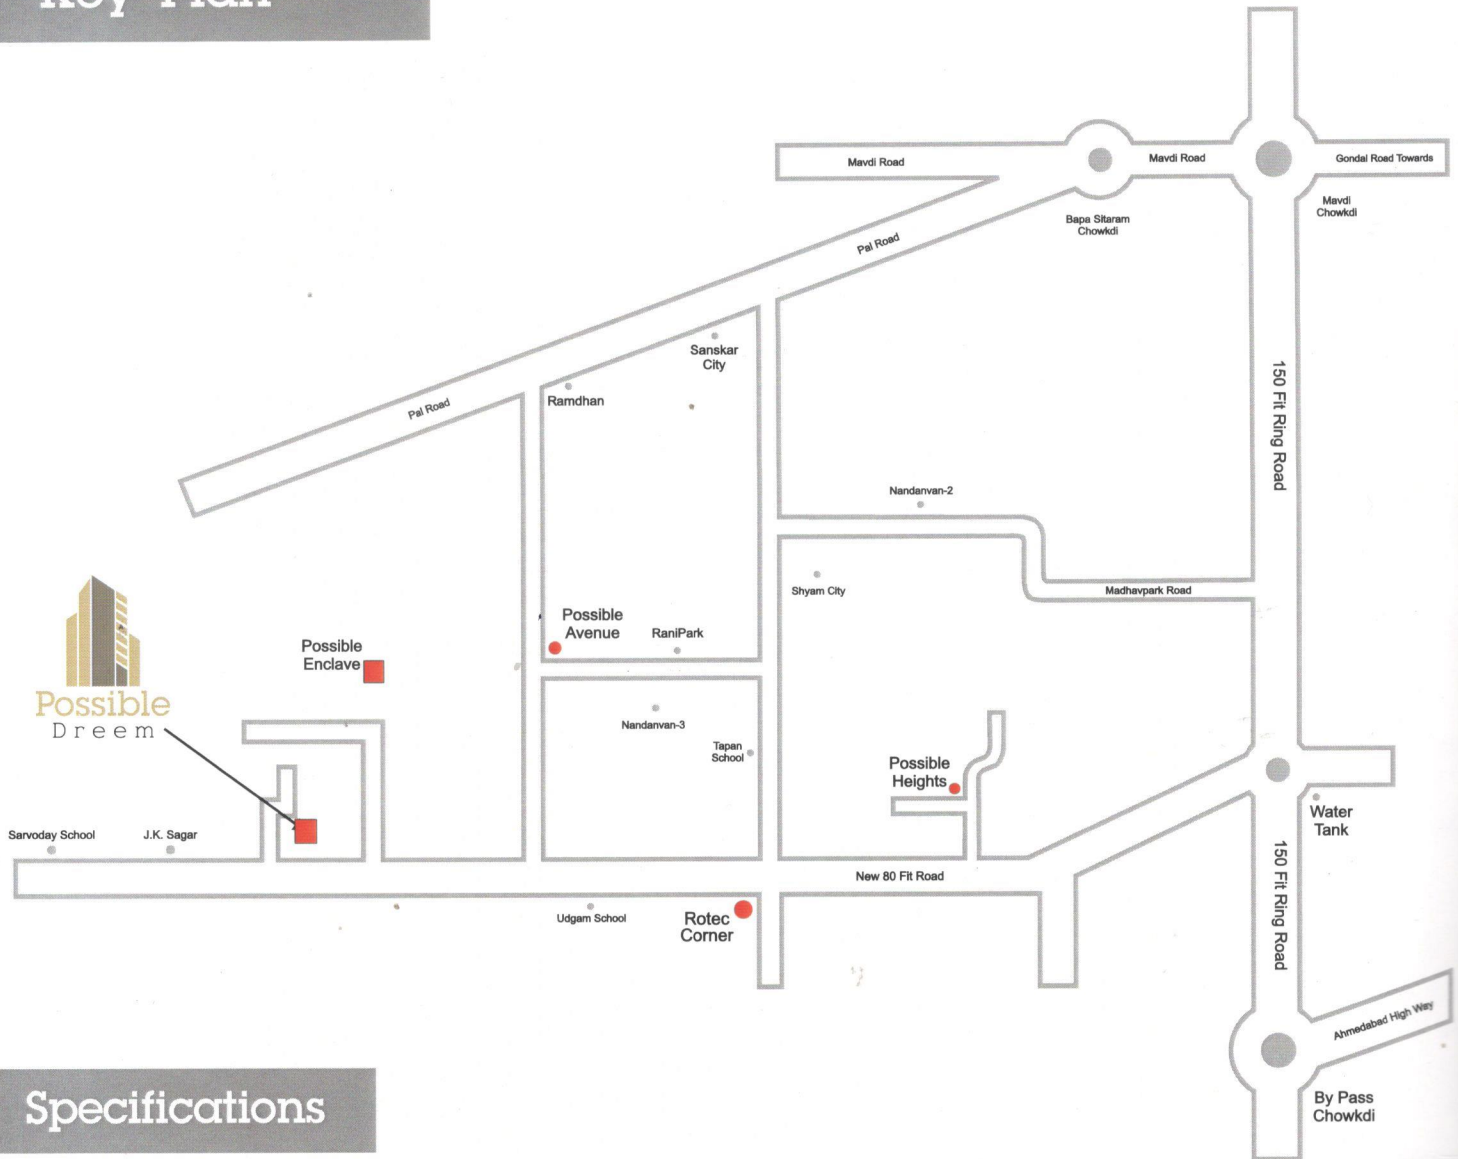 Key Plan
Mavdi Road
Mavdi Road
Gondal Road Towards
Mavdi
Chowkdi
Bapa Sitaram
Chowkdi
Pal Road
Sanskar
City
Ramdhan
Pal Road
150 Fit Ring Road
Nandanvan-2
Shyam City
Madhavpark Road
Possible
Avenue
RaniPark
Possible
Enclave
Possible
Dreem
Nandanvan-3
Tapan
School
Possible
Heights
Water
Tank
Sarvoday School
J.K. Sagar
New 80 Fit Road
150 Fit Ring Road
Udgam School
Rotec
Corner
Ahmedabad High Way
By Pass
Chowkdi
Specifications